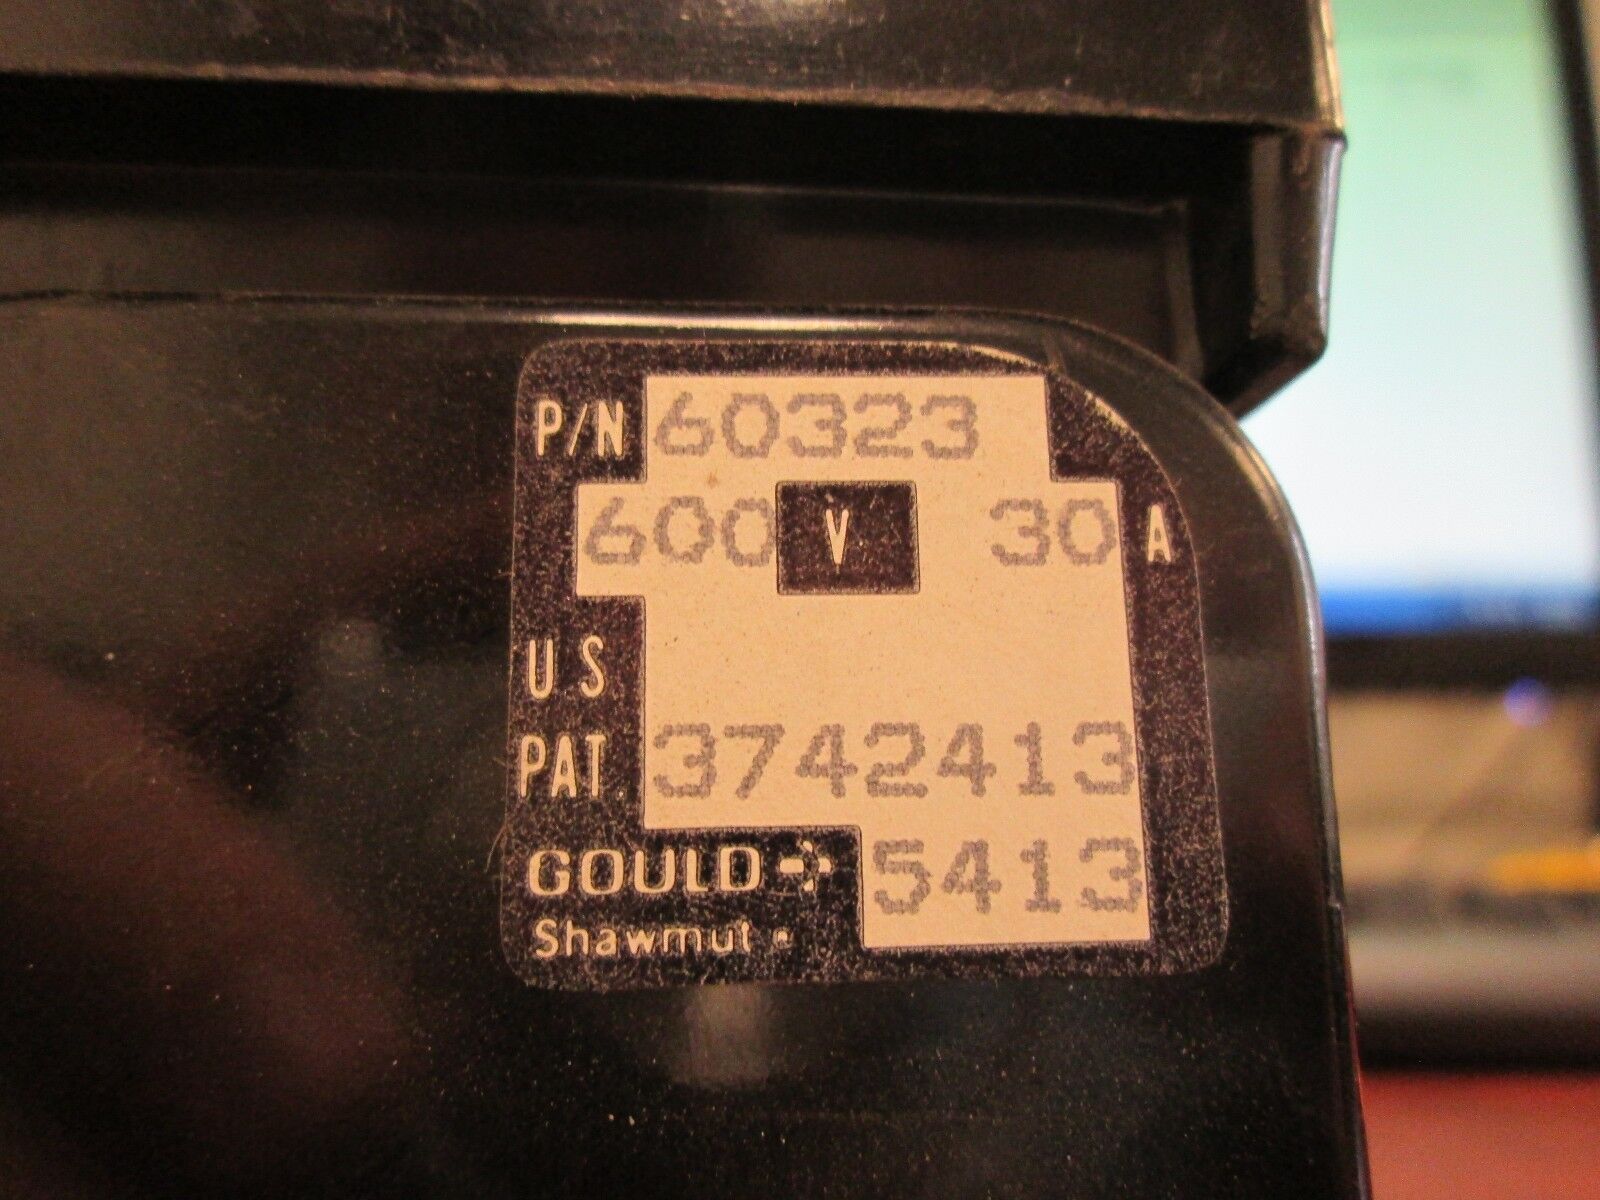 P/N 60323
600 V 30 A
US
PAT. 3742413
GOULD 5413
Shawmut